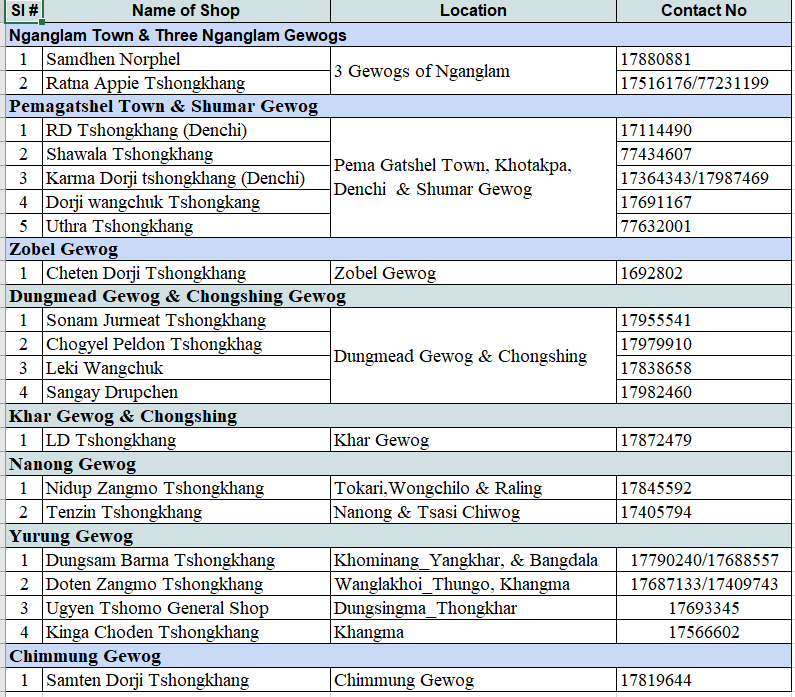 Sl # Name of Shop Location Contact No
Nganglam Town & Three Nganglam Gewogs
1 Samdhen Norphel 3 Gewogs of Nganglam 17880881
2 Ratna Appie Tshongkhang 17516176/77231199
Pemagatshel Town & Shumar Gewog
1 RD Tshongkhang (Denchi) 17114490
2 Shawala Tshongkhang 77434607
Pema Gatshel Town, Khotakpa,
3 Karma Dorji tshongkhang (Denchi) 17364343/17987469
Denchi & Shumar Gewog
4 Dorji wangchuk Tshongkang 17691167
5 Uthra Tshongkhang 77632001
Zobel Gewog
1 Cheten Dorji Tshongkhang Zobel Gewog 1692802
Dungmead Gewog & Chongshing Gewog
1 Sonam Jurmeat Tshongkhang 17955541
2 Chogyel Peldon Tshongkhag 17979910
Dungmead Gewog & Chongshing
3 Leki Wangchuk 17838658
4 Sangay Drupchen 17982460
Khar Gewog & Chongshing
1 LD Tshongkhang Khar Gewog 17872479
Nanong Gewog
1 Nidup Zangmo Tshongkhang Tokari,Wongchilo & Raling 17845592
2 Tenzin Tshongkhang Nanong & Tsasi Chiwog 17405794
Yurung Gewog
1 Dungsam Barma Tshongkhang Khominang_Yangkhar, & Bangdala 17790240/17688557
2 Doten Zangmo Tshongkhang Wanglakhoi_Thungo, Khangma 17687133/17409743
3 Ugyen Tshomo General Shop Dungsingma_Thongkhar 17693345
4 Kinga Choden Tshongkhang Khangma 17566602
Chimmung Gewog
1 Samten Dorji Tshongkhang Chimmung Gewog 17819644